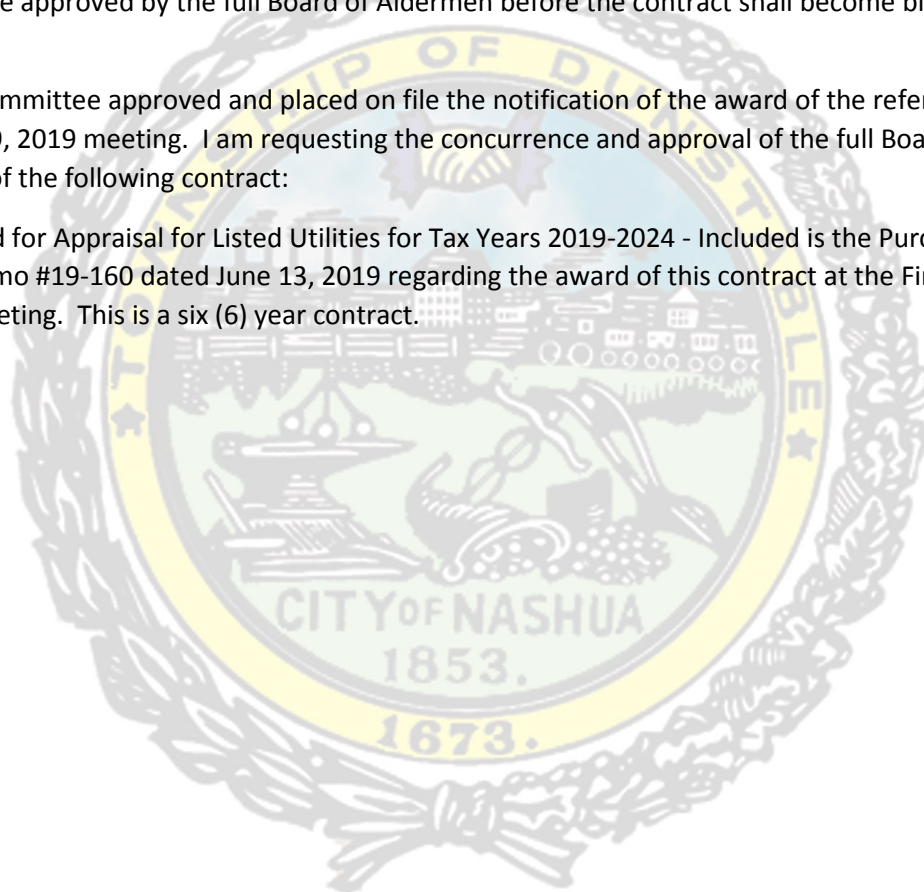 e approved by the full Board of Aldermen before the contract shall become bi
mmittee approved and placed on file the notification of the award of the refer
, 2019 meeting. I am requesting the concurrence and approval of the full Boa
of the following contract:
d for Appraisal for Listed Utilities for Tax Years 2019-2024 - Included is the Purc
mo #19-160 dated June 13, 2019 regarding the award of this contract at the Fi
eting. This is a six (6) year contract.
TOWNSHIP OF DUNSTABLE
CITY OF NASHUA
1853.
1673.